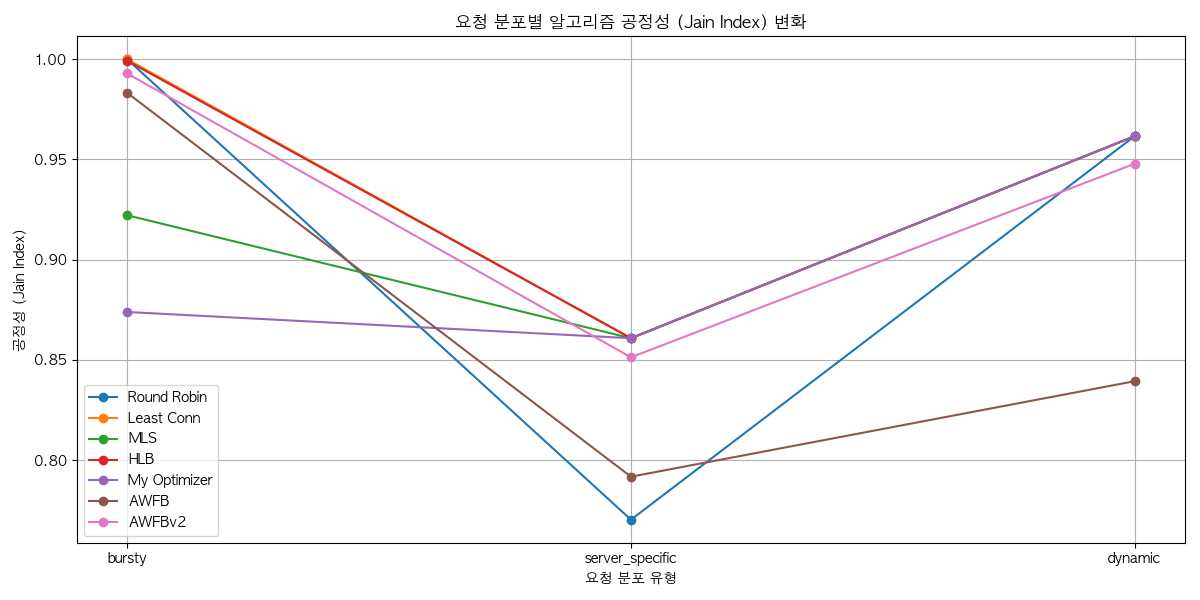 요청 분포별 알고리즘 공정성 (Jain Index) 변화
공정성 (Jain Index)
1.00
0.95
0.90
0.85
0.80
Round Robin
Least Conn
MLS
HLB
My Optimizer
AWFB
AWFBv2
bursty
server_specific
dynamic
요청 분포 유형